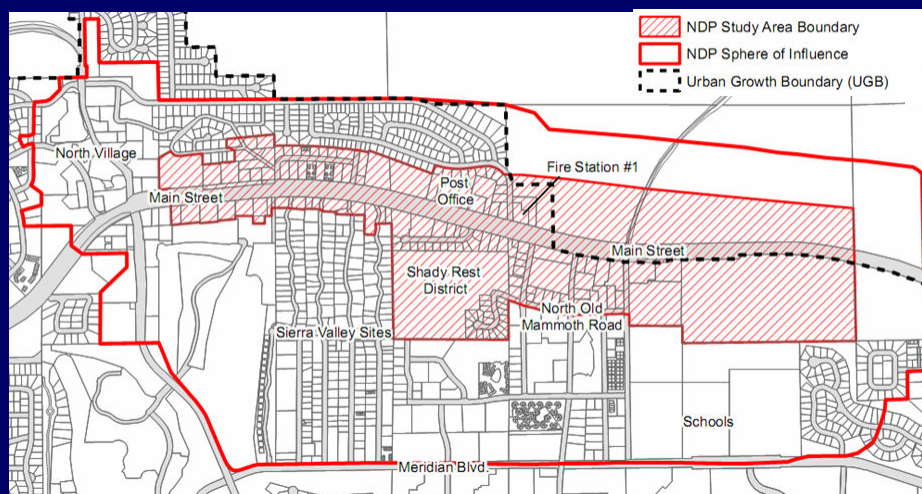 NDP Study Area Boundary
NDP Sphere of Influence
Urban Growth Boundary (UGB)
North Village
Fire Station #1
Main Street
Post
Office
Main Street
Shady Rest
District
North Old
Mammoth Road
Sierra Valley Sites
Schools
Meridian Blvd.